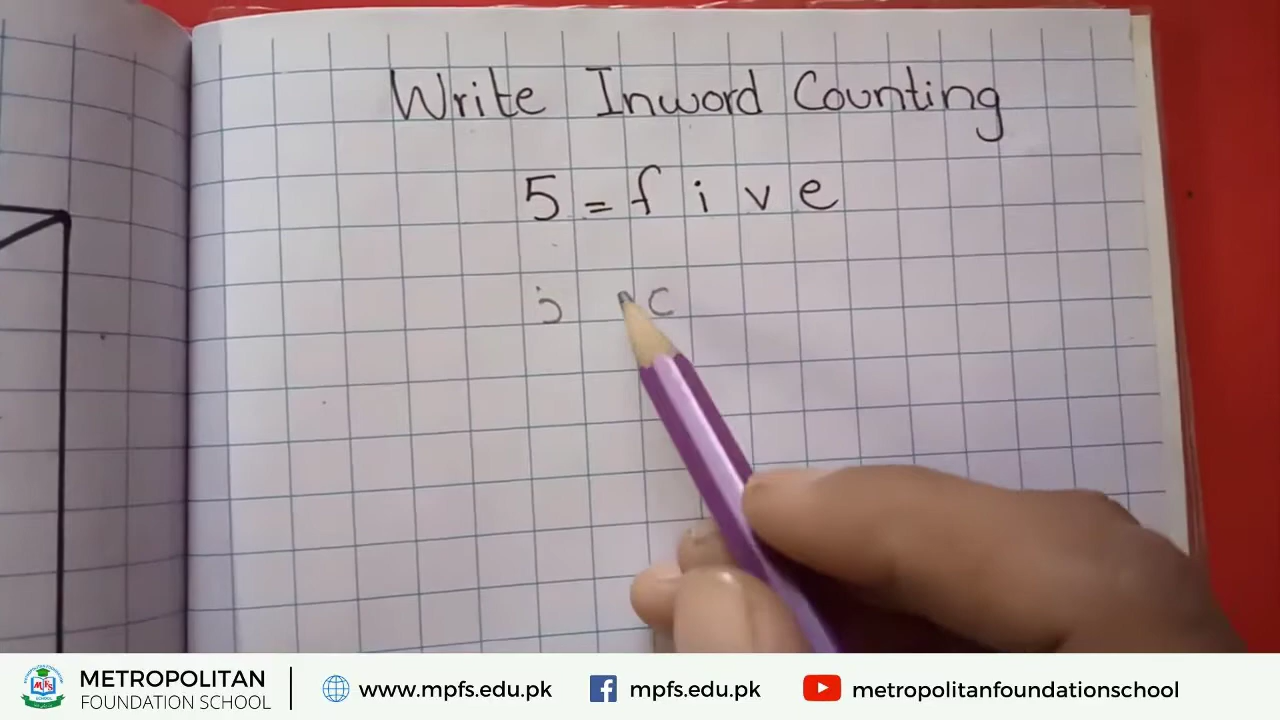 Write Inword Counting
5 = five
METROPOLITAN
FOUNDATION SCHOOL
www.mpfs.edu.pk
mpfs.edu.pk
metropolitanfoundationschool